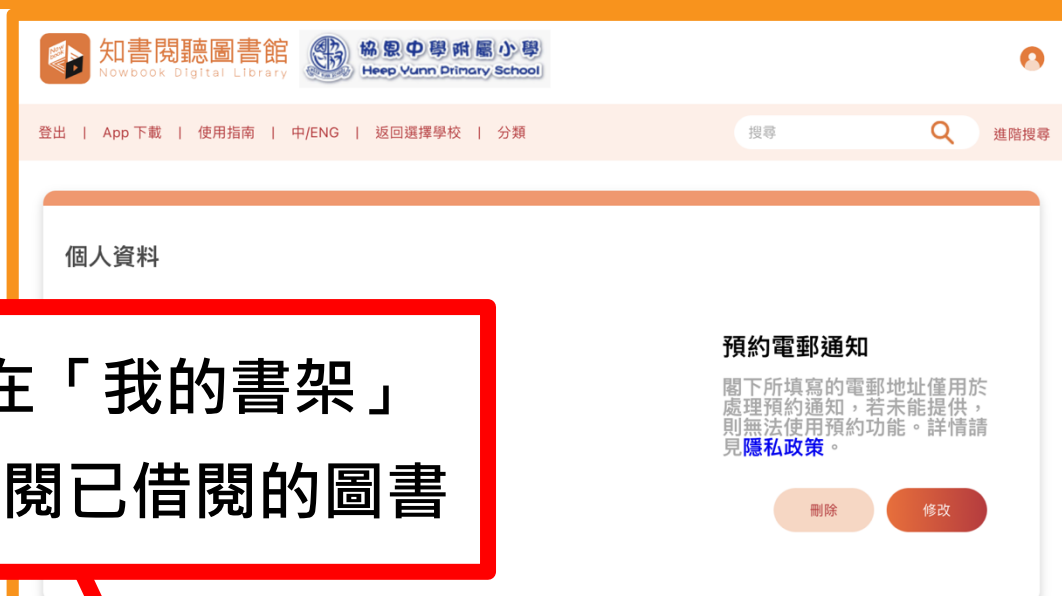 知書閱聽圖書館
Nowbook Digital Library
協恩中學附屬小學
Heep Yunn Primary School
登出 | App 下載 | 使用指南 | 中/ENG | 返回選擇學校 | 分類
搜尋
進階搜尋
個人資料
在「我的書架」
閱已借閱的圖書
預約電郵通知
閣下所填寫的電郵地址僅用於
處理預約通知，若未能提供，
則無法使用預約功能。詳情請
見隱私政策。
刪除
修改